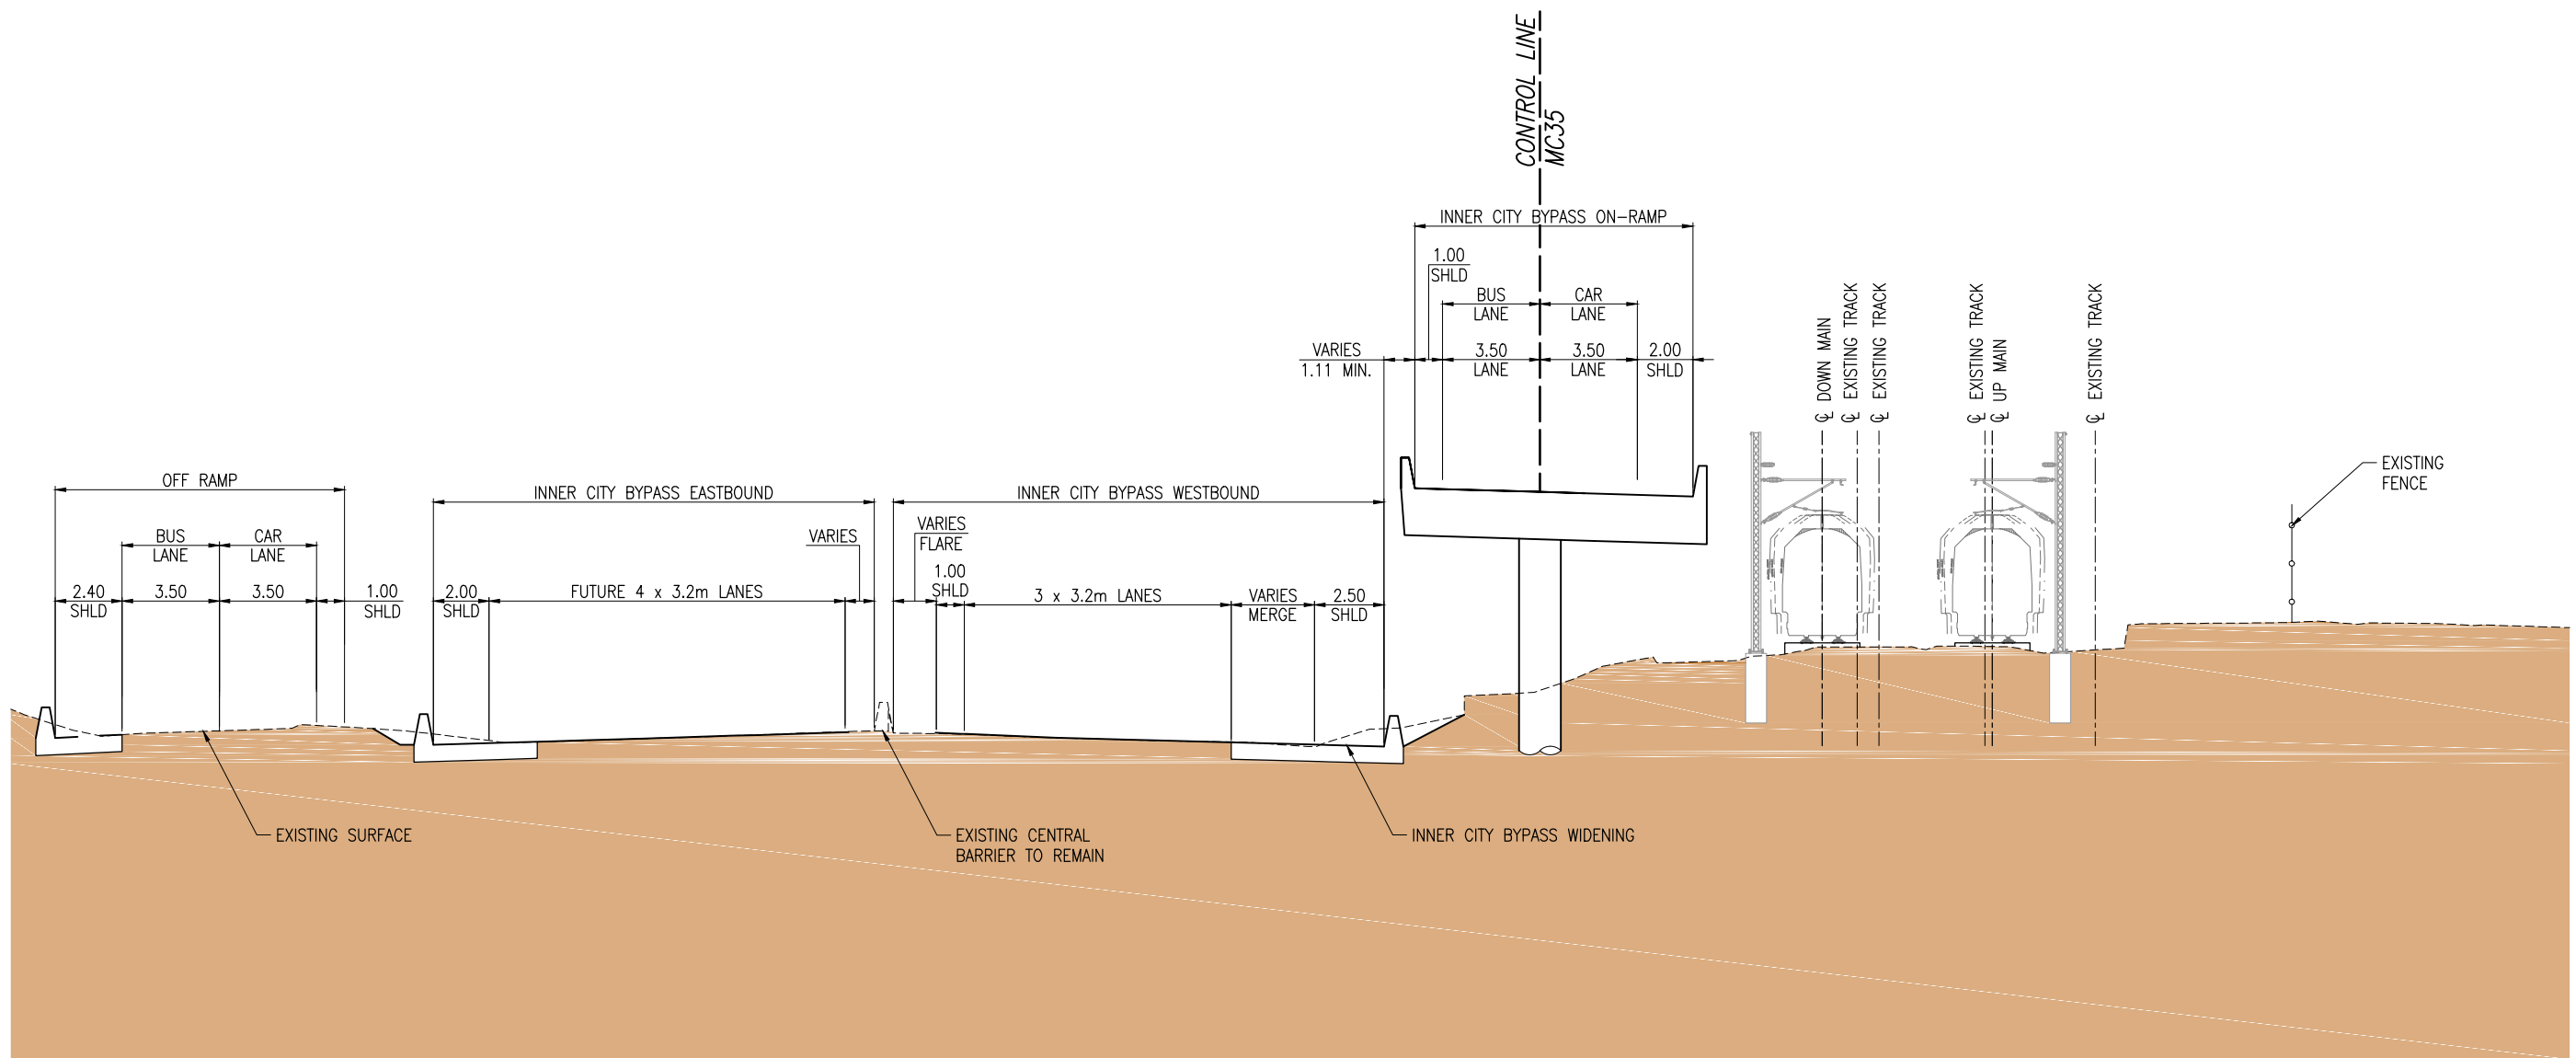 CONTROL LINE
MC35
INNER CITY BYPASS ON-RAMP
1.00
SHLD
BUS
LANE
CAR
LANE
VARIES
1.11 MIN.
3.50
LANE
3.50
LANE
2.00
SHLD
℄ DOWN MAIN
℄ EXISTING TRACK
℄ EXISTING TRACK
℄ EXISTING TRACK
℄ UP MAIN
℄ EXISTING TRACK
EXISTING
FENCE
OFF RAMP
BUS
LANE
CAR
LANE
2.40
SHLD
3.50
3.50
1.00
SHLD
INNER CITY BYPASS EASTBOUND
VARIES
2.00
SHLD
FUTURE 4 x 3.2m LANES
INNER CITY BYPASS WESTBOUND
VARIES
FLARE
1.00
SHLD
3 x 3.2m LANES
VARIES
MERGE
2.50
SHLD
EXISTING SURFACE
EXISTING CENTRAL
BARRIER TO REMAIN
INNER CITY BYPASS WIDENING